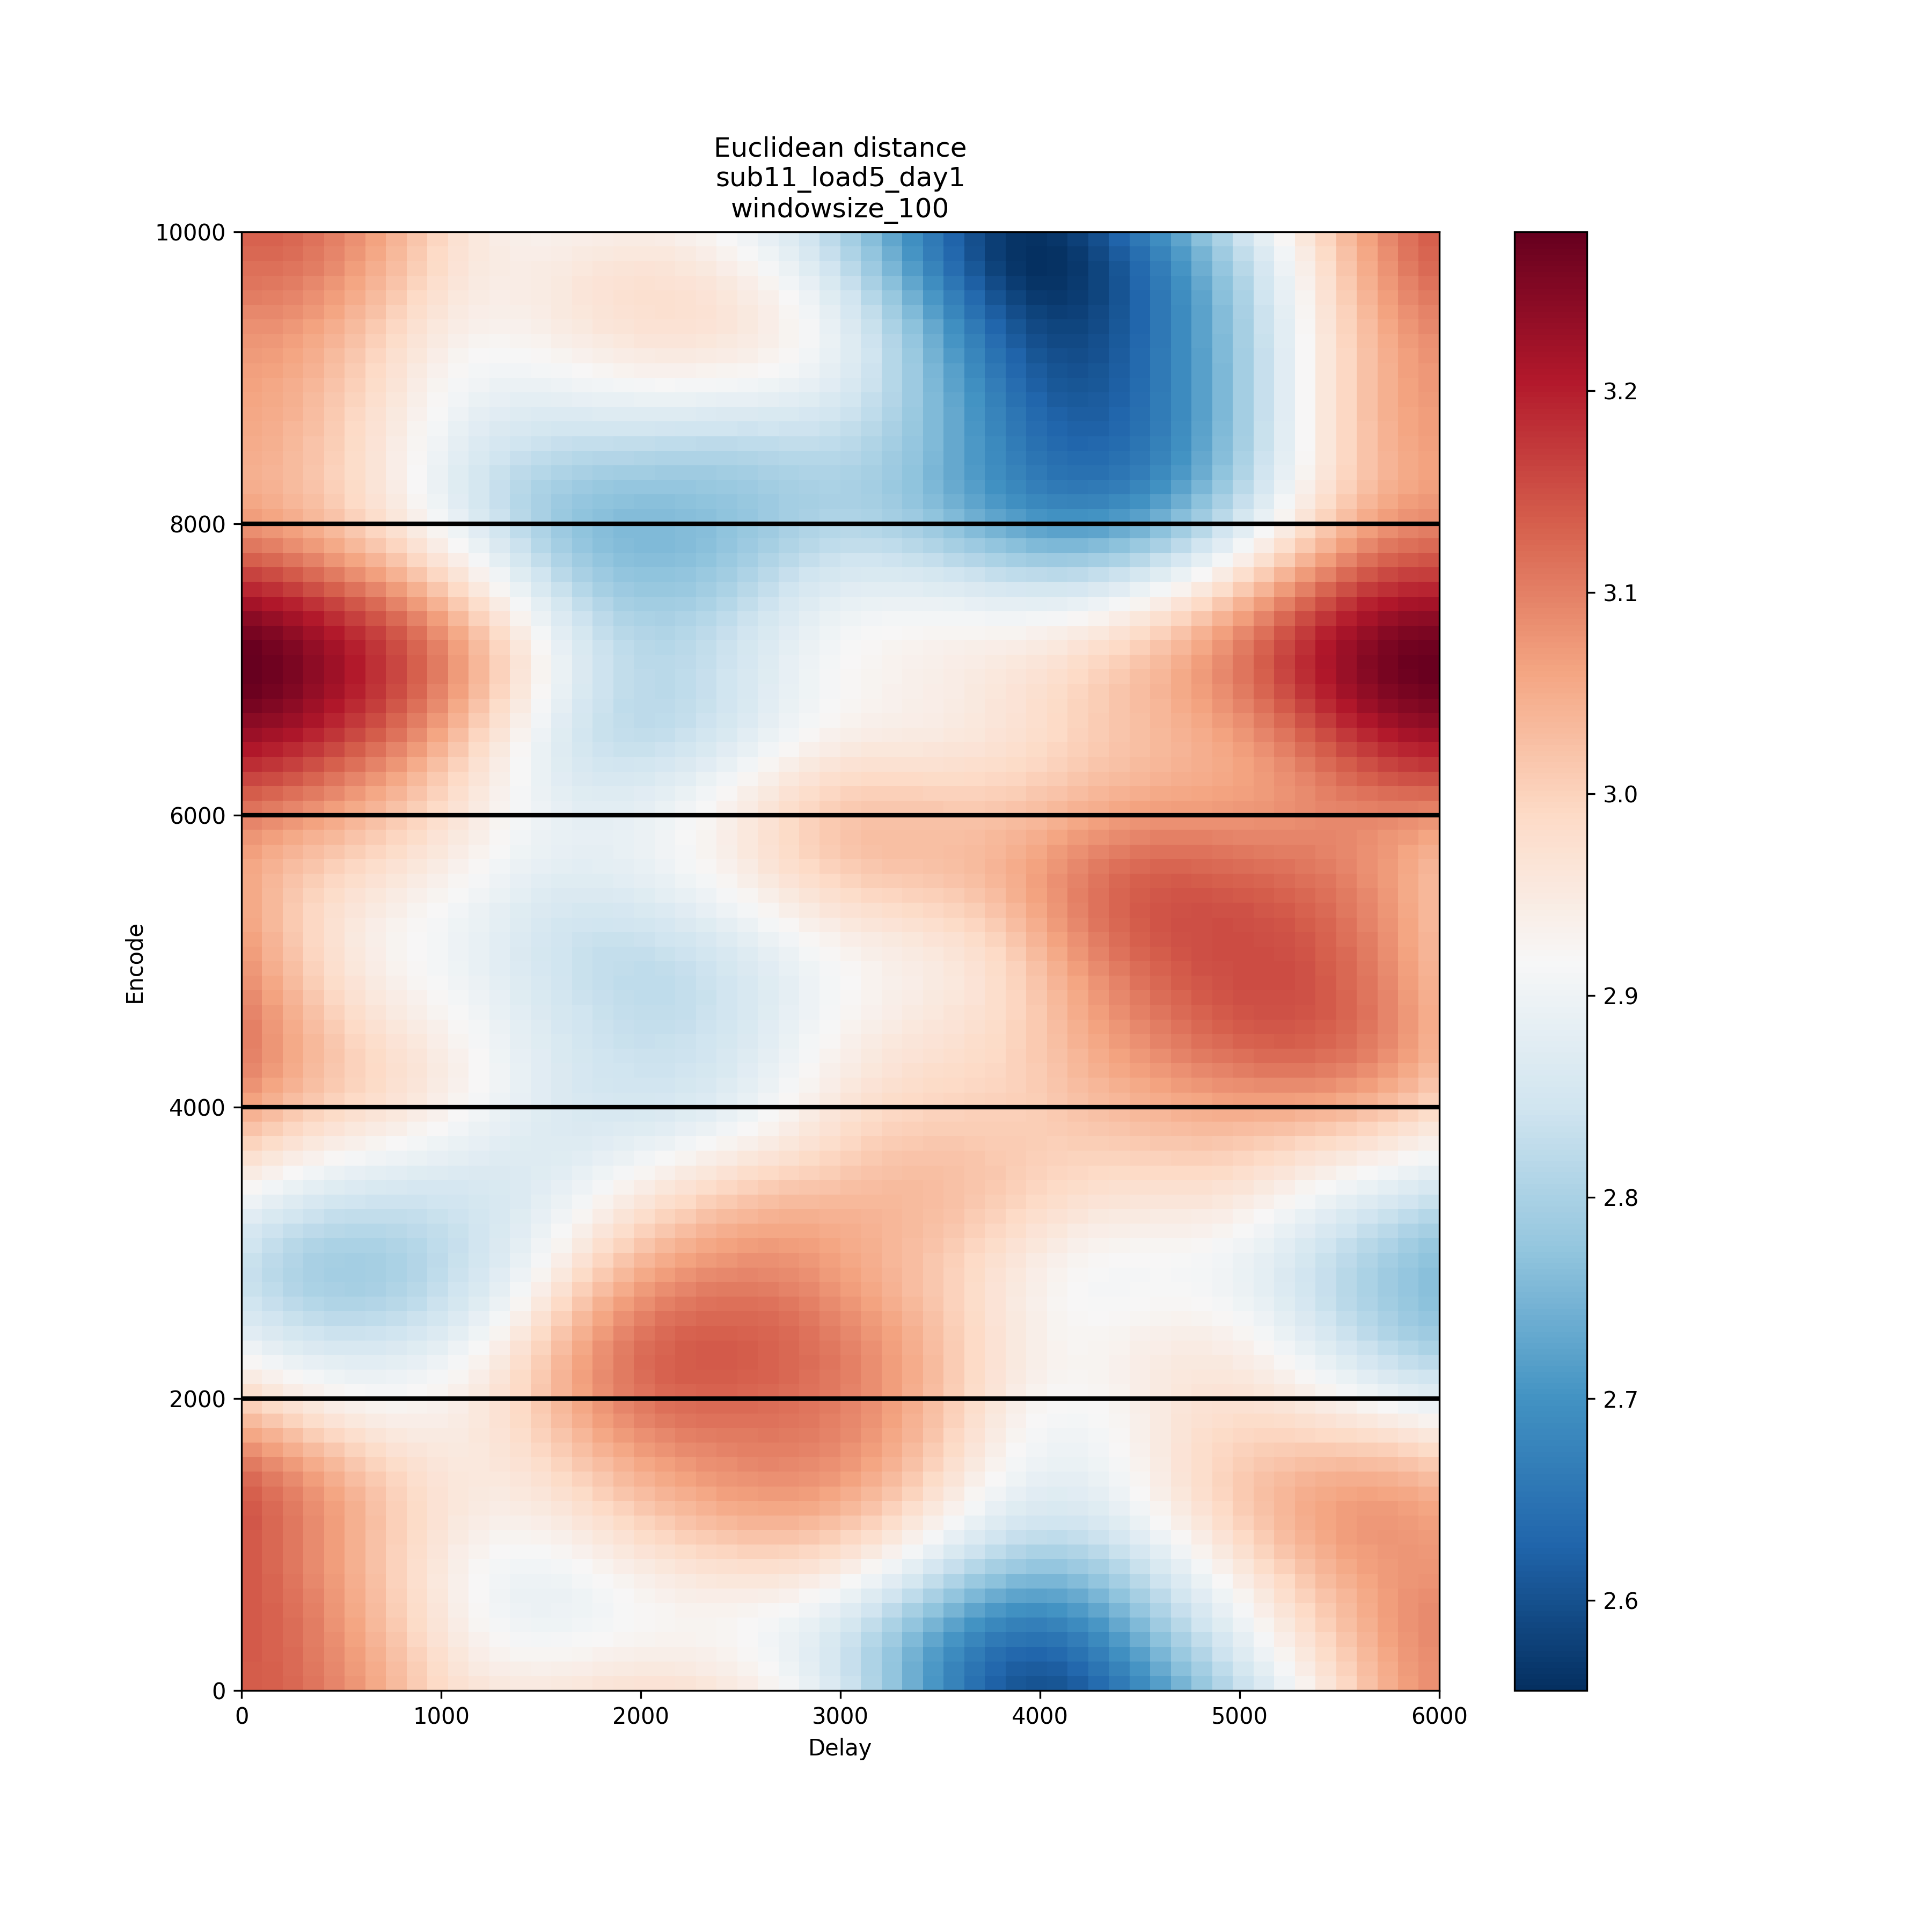 Euclidean distance
sub11_load5_day1
windowsize_100
10000
8000
6000
4000
2000
0
Encode
0 1000 2000 3000 4000 5000 6000
Delay
3.2
3.1
3.0
2.9
2.8
2.7
2.6